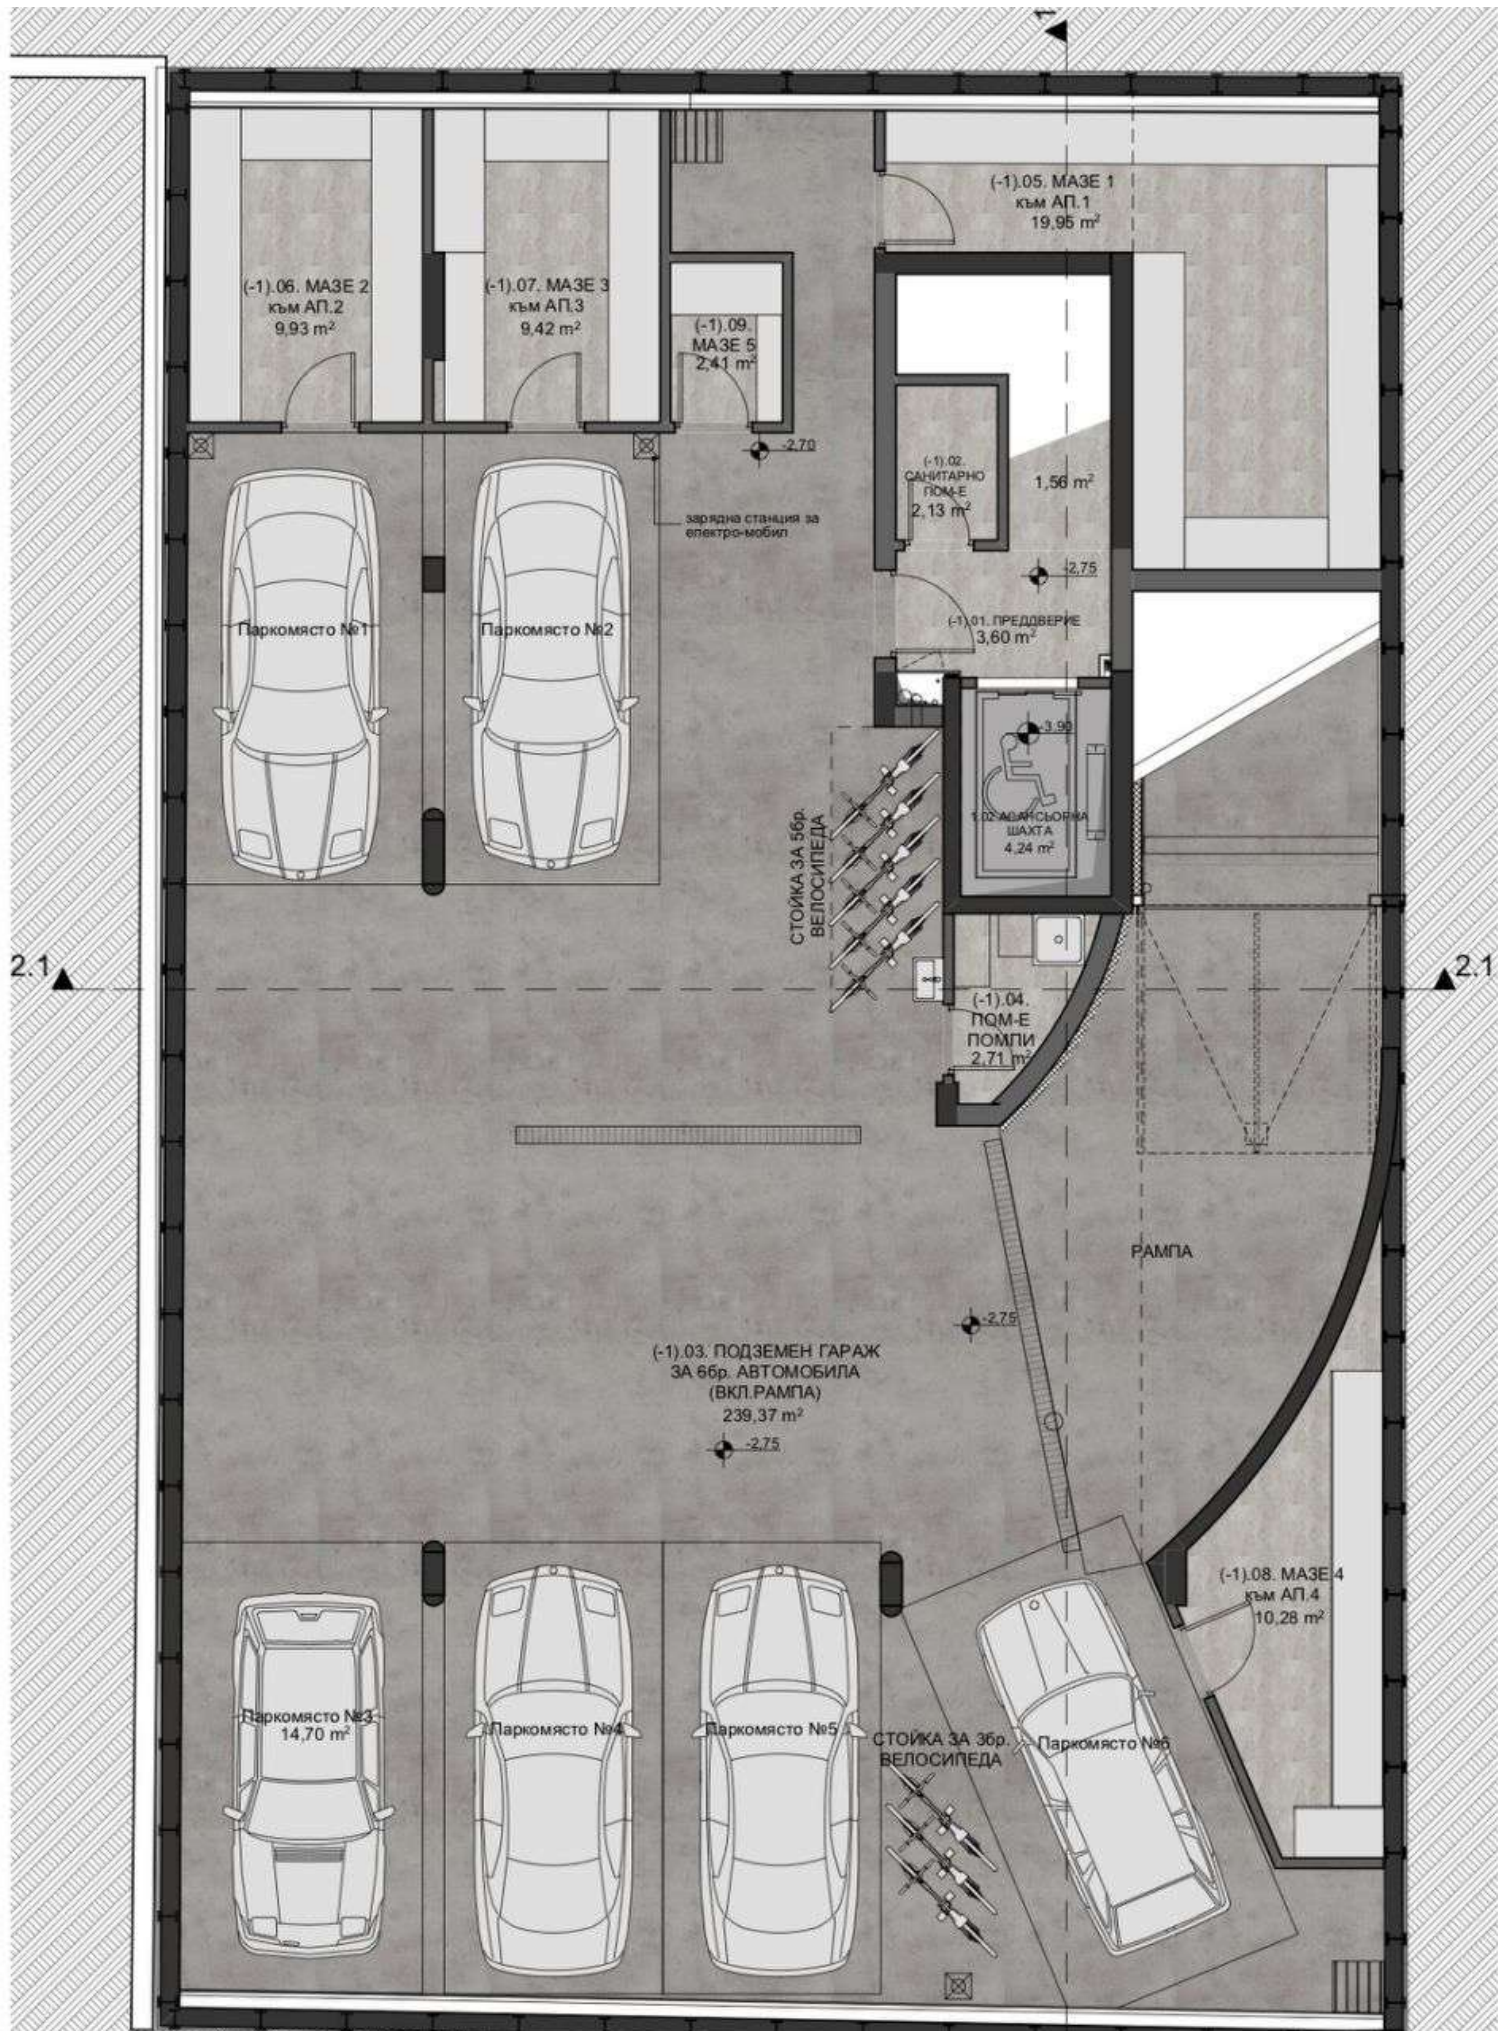 1
(-1).05. МАЗЕ 1
към АП.1
19,95 m²
(-1).06. МАЗЕ 2
към АП.2
9,93 m²
(-1).07. МАЗЕ 3
към АП.3
9,42 m²
(-1).09.
МАЗЕ 5
2,41 m²
-2,70
(-1).02.
САНИТАРНО
ПОМ-Е
2,13 m²
1,56 m²
зарядна станция за
електро-мобил
-2,75
(-1).01. ПРЕДДВЕРИЕ
3,60 m²
Паркомясто №1
Паркомясто №2
-3.90
1.02 АСАНСЬОРНА
ШАХТА
4,24 m²
СТОЙКА ЗА 5бр.
ВЕЛОСИПЕДА
2.1
2.1
(-1).04.
ПОМ-Е
ПОМПИ
2,71 m²
РАМПА
-2,75
(-1).03. ПОДЗЕМЕН ГАРАЖ
ЗА 6бр. АВТОМОБИЛА
(ВКЛ.РАМПА)
239,37 m²
-2,75
(-1).08. МАЗЕ 4
към АП.4
10,28 m²
Паркомясто №3
14,70 m²
Паркомясто №4
Паркомясто №5
СТОЙКА ЗА 3бр.
ВЕЛОСИПЕДА
Паркомясто №6